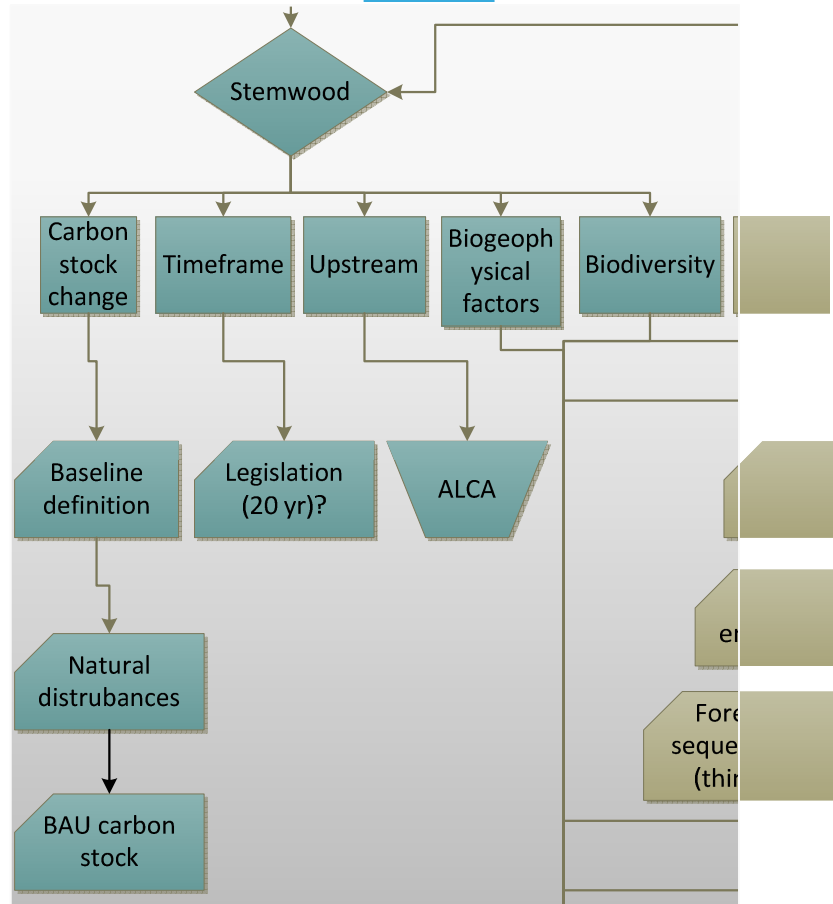 Stemwood
Carbon
stock
change
Timeframe
Upstream
Biogeoph
ysical
factors
Biodiversity
Baseline
definition
Legislation
(20 yr)?
ALCA
Natural
distrubances
BAU carbon
stock